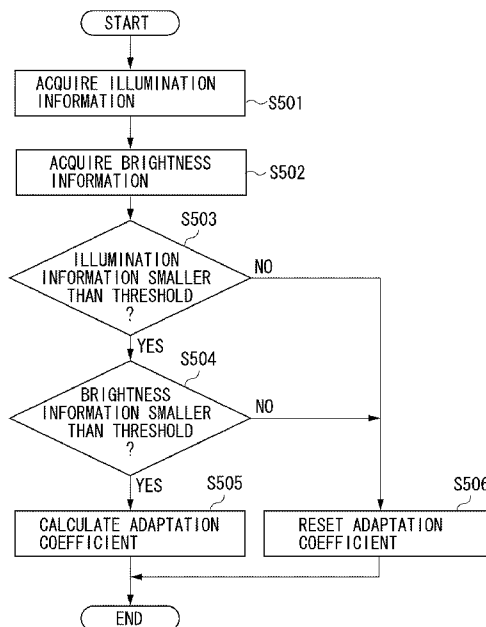 START
ACQUIRE ILLUMINATION
INFORMATION
S501
ACQUIRE BRIGHTNESS
INFORMATION
S502
S503
ILLUMINATION
INFORMATION SMALLER
THAN THRESHOLD
?
NO
YES
S504
BRIGHTNESS
INFORMATION SMALLER
THAN THRESHOLD
?
NO
YES
S505
CALCULATE ADAPTATION
COEFFICIENT
S506
RESET ADAPTATION
COEFFICIENT
END